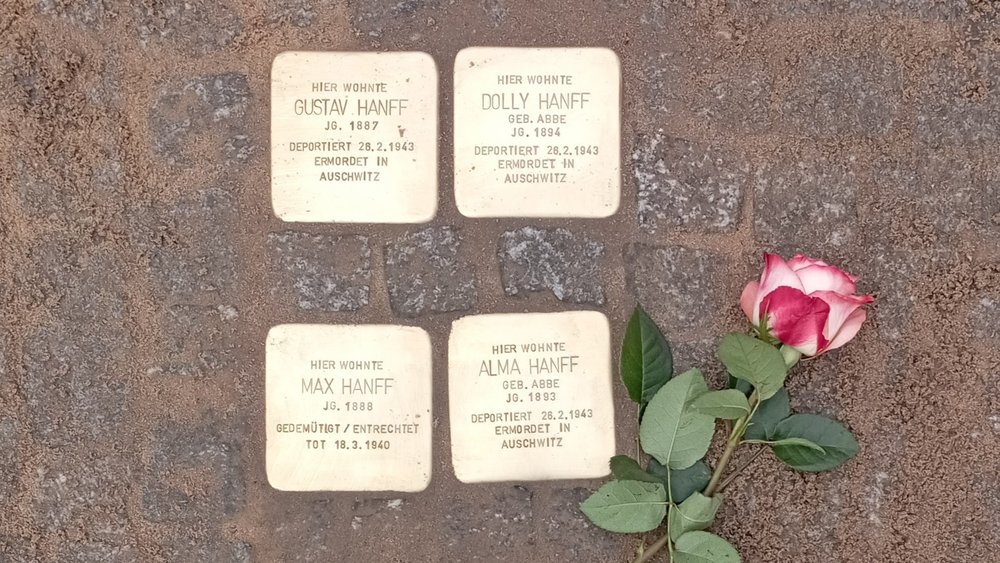 HIER WOHNTE
GUSTAV HANFF
JG. 1887
DEPORTIERT 26.2.1943
ERMORDET IN
AUSCHWITZ
HIER WOHNTE
DOLLY HANFF
GEB. ABBE
JG. 1894
DEPORTIERT 26.2.1943
ERMORDET IN
AUSCHWITZ
HIER WOHNTE
MAX HANFF
JG. 1888
GEDEMÜTIGT / ENTRECHTET
TOT 18.3.1940
HIER WOHNTE
ALMA HANFF
GEB. ABBE
JG. 1893
DEPORTIERT 26.2.1943
ERMORDET IN
AUSCHWITZ